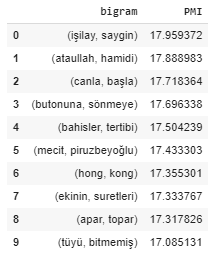 bigram PMI
0 (işilay, saygin) 17.959372
1 (ataullah, hamidi) 17.888983
2 (canla, başla) 17.718364
3 (butonuna, sönmeye) 17.696338
4 (bahisler, tertibi) 17.504239
5 (mecit, piruzbeyoğlu) 17.433303
6 (hong, kong) 17.355301
7 (ekinin, suretleri) 17.333767
8 (apar, topar) 17.317826
9 (tüyü, bitmemiş) 17.085131